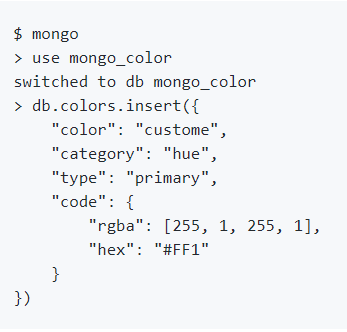 $ mongo
> use mongo_color
switched to db mongo_color
> db.colors.insert({
    "color": "custome",
    "category": "hue",
    "type": "primary",
    "code": {
        "rgba": [255, 1, 255, 1],
        "hex": "#FF1"
    }
})